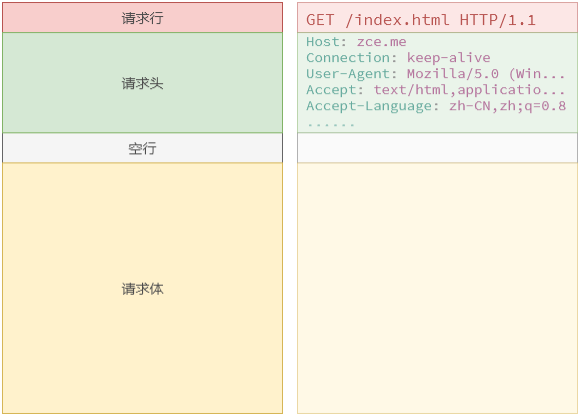 请求行
GET /index.html HTTP/1.1
请求头
Host: zce.me
Connection: keep-alive
User-Agent: Mozilla/5.0 (Win...
Accept: text/html,applicatio...
Accept-Language: zh-CN,zh;q=0.8
......
空行
请求体